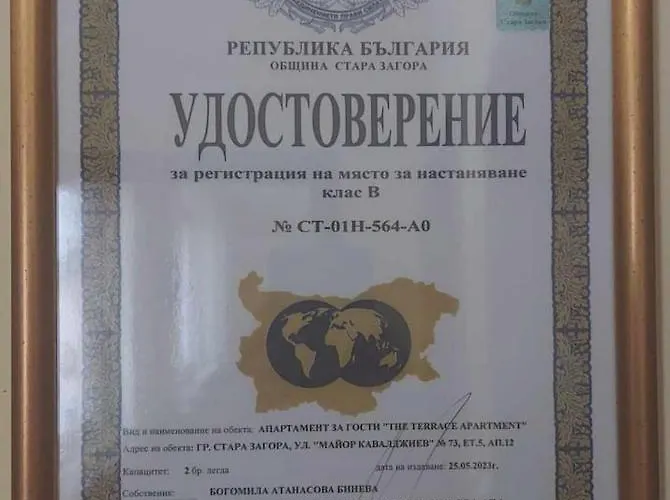 РЕПУБЛИКА БЪЛГАРИЯ
ОБЩИНА СТАРА ЗАГОРА
Община
Стара Загора
УДОСТОВЕРЕНИЕ
за регистрация на място за настаняване
клас В
№ СТ-01Н-564-А0
Вид и наименование на обекта: АПАРТАМЕНТ ЗА ГОСТИ "THE TERRACE APARTMENT"
Адрес на обекта: ГР. СТАРА ЗАГОРА, УЛ. "МАЙОР КАВАЛДЖИЕВ" № 73, ЕТ.5, АП.12
Капацитет: 2 бр. легла дата на издаване: 25.05.2023г.
Собственик: БОГОМИЛА АТАНАСОВА БИНЕВА